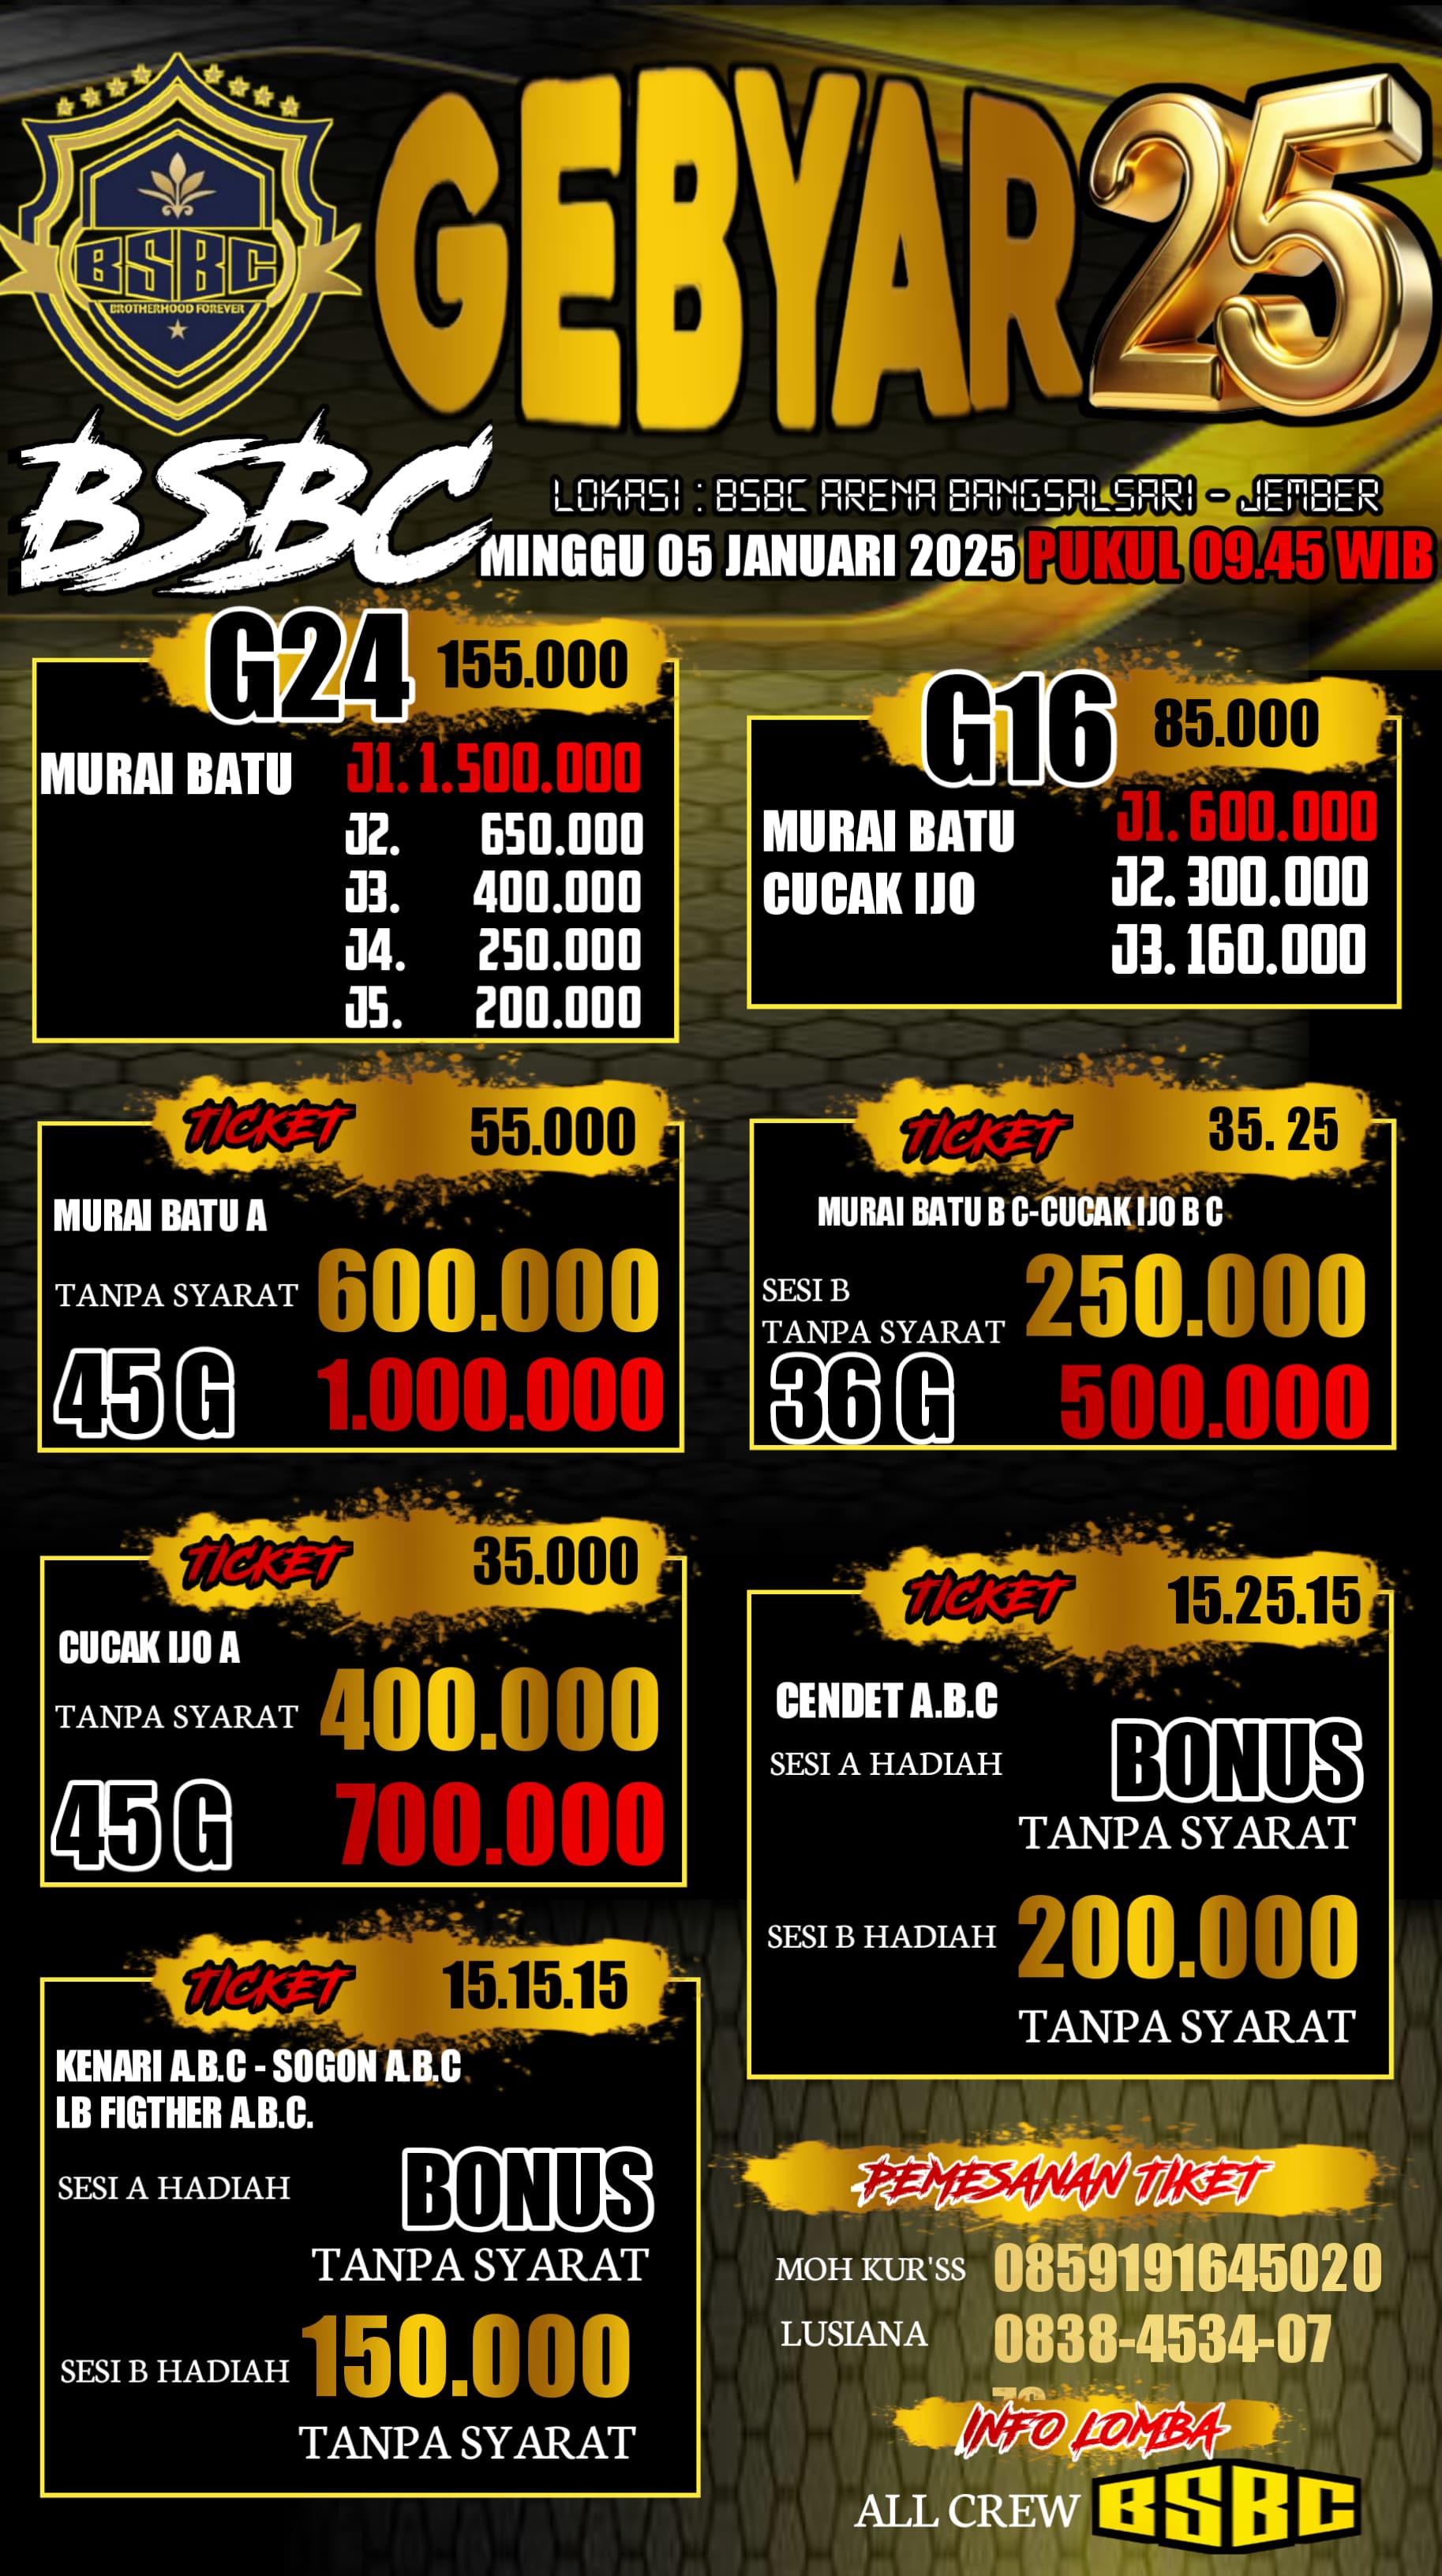 GEBYAR 25
BSBC
BROTHERHOOD FOREVER
BSBC
LOKASI : BSBC ARENA BANGSALSARI - JEMBER
MINGGU 05 JANUARI 2025 PUKUL 09.45 WIB
G24 155.000
MURAI BATU J1. 1.500.000
J2. 650.000
J3. 400.000
J4. 250.000
J5. 200.000
G16 85.000
MURAI BATU J1. 600.000
CUCAK IJO J2. 300.000
J3. 160.000
TICKET 55.000
MURAI BATU A
TANPA SYARAT 600.000
45 G 1.000.000
TICKET 35. 25
MURAI BATU B C-CUCAK IJO B C
SESI B
TANPA SYARAT 250.000
36 G 500.000
TICKET 35.000
CUCAK IJO A
TANPA SYARAT 400.000
45 G 700.000
TICKET 15.25.15
CENDET A.B.C
SESI A HADIAH BONUS
TANPA SYARAT
SESI B HADIAH 200.000
TANPA SYARAT
TICKET 15.15.15
KENARI A.B.C - SOGON A.B.C
LB FIGTHER A.B.C.
SESI A HADIAH BONUS
TANPA SYARAT
SESI B HADIAH 150.000
TANPA SYARAT
PEMESANAN TIKET
MOH KUR'SS 0859191645020
LUSIANA 0838-4534-07
INFO LOMBA
ALL CREW BSBC